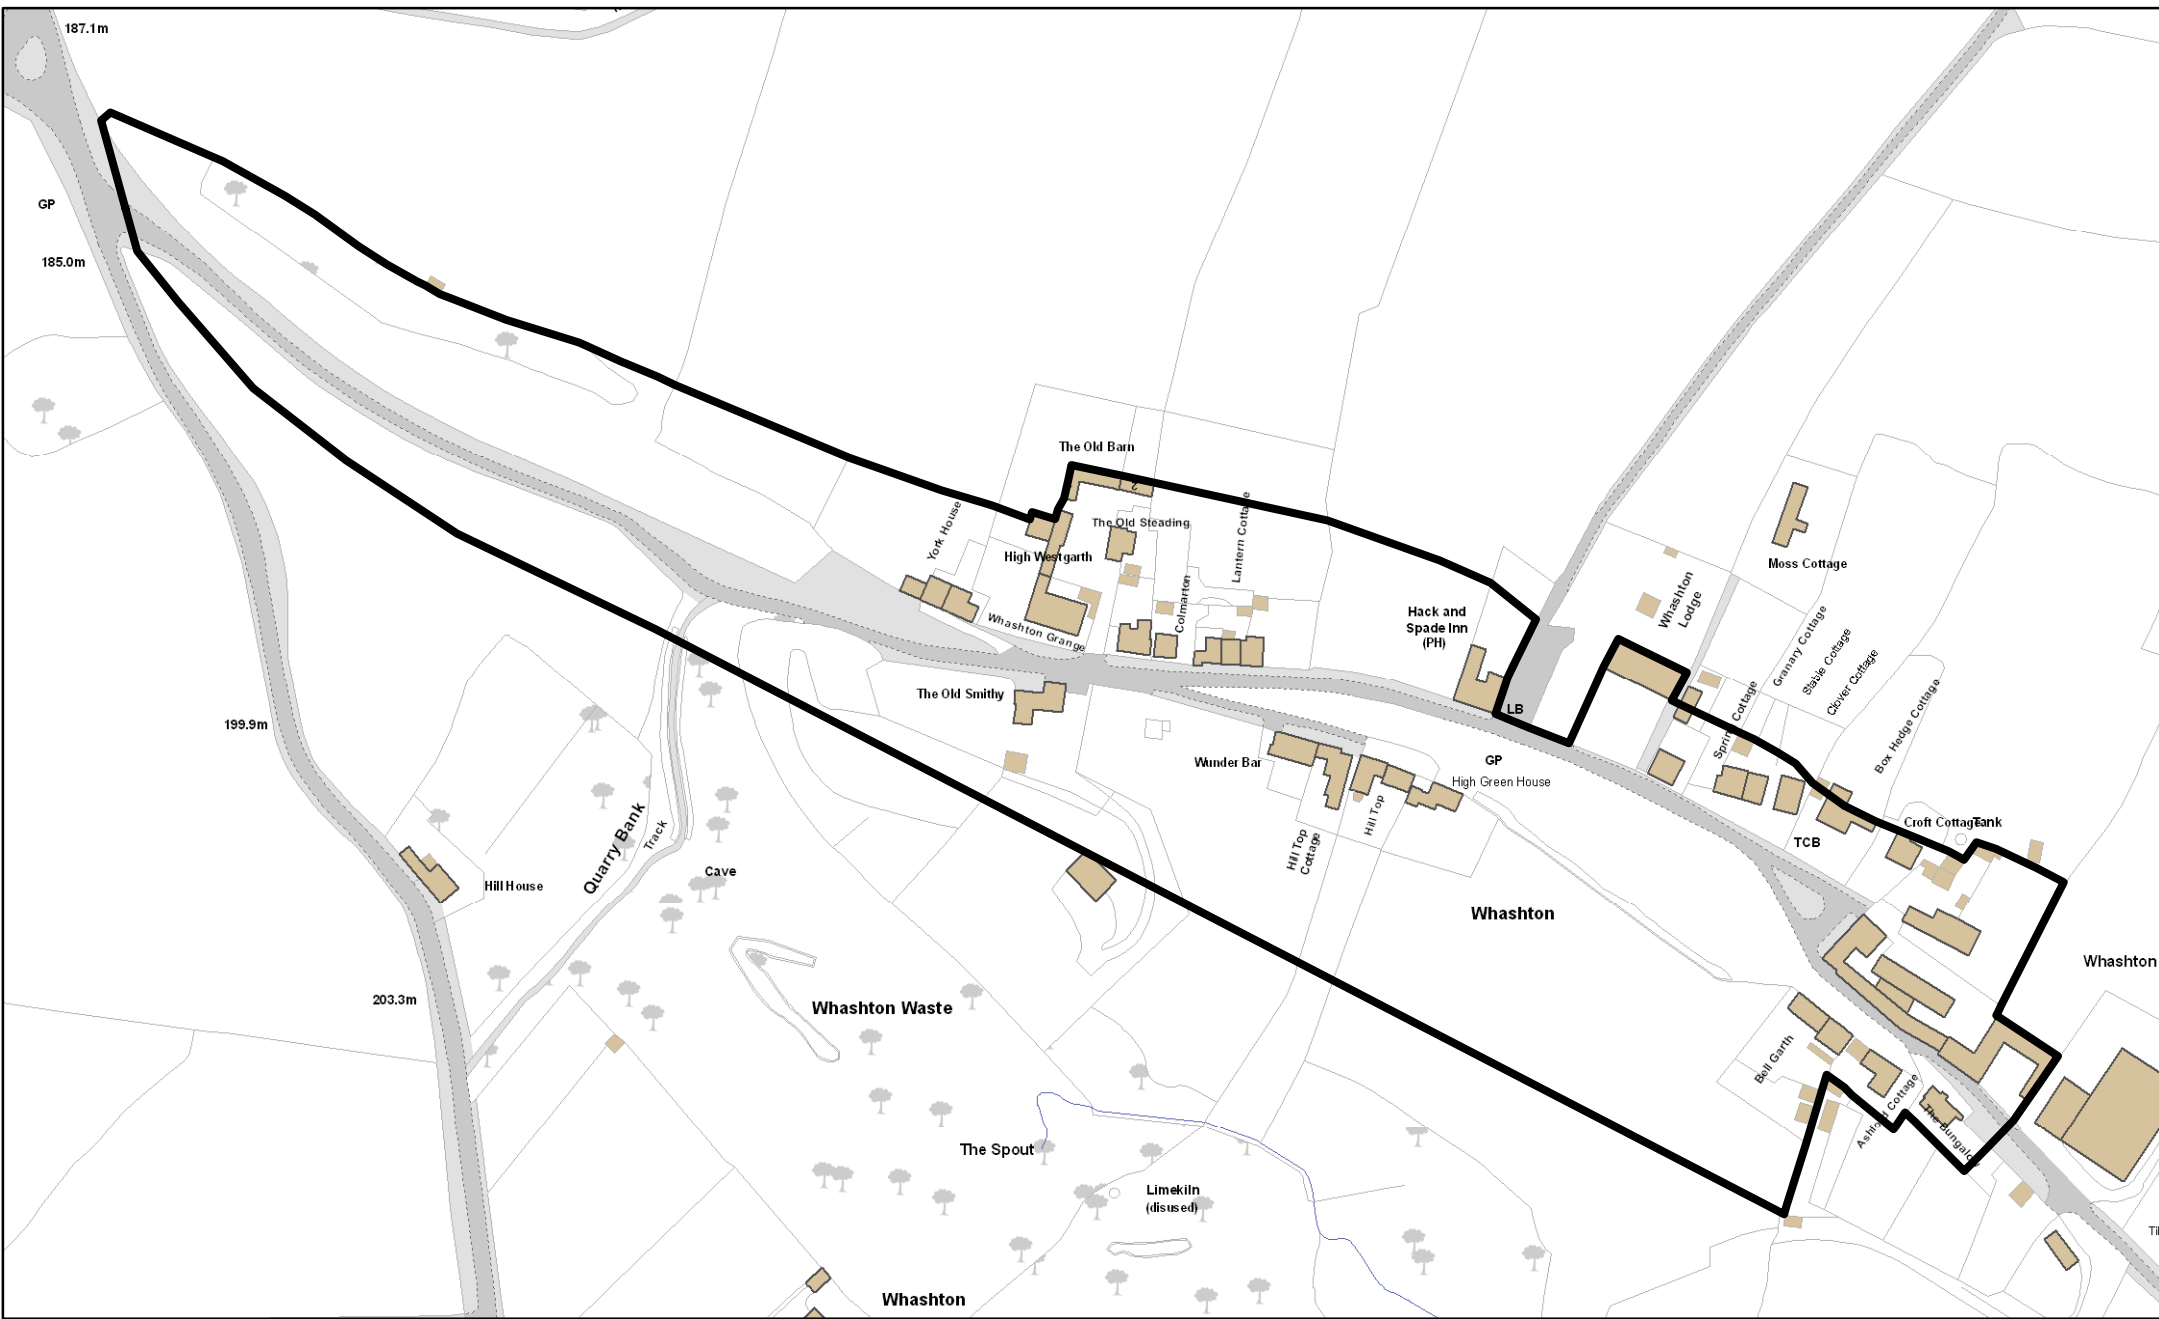 187.1m
GP
185.0m
The Old Barn
2
York House
The Old Steading
Lantern Cottage
High Westgarth
Moss Cottage
Whashton
Lodge
Colmarton
Hack and
Spade Inn
(PH)
Whashton Grange
Granary Cottage
Stable Cottage
Clover Cottage
The Old Smithy
LB
Box Hedge Cottage
199.9m
Wunder Bar
GP
High Green House
Hill Top
Hill Top
Cottage
Croft Cottage
Tank
TCB
Quarry Bank
Track
Cave
Hill House
Whashton
Whashton
203.3m
Whashton Waste
Bell Garth
The Spout
Limekiln
(disused)
Whashton